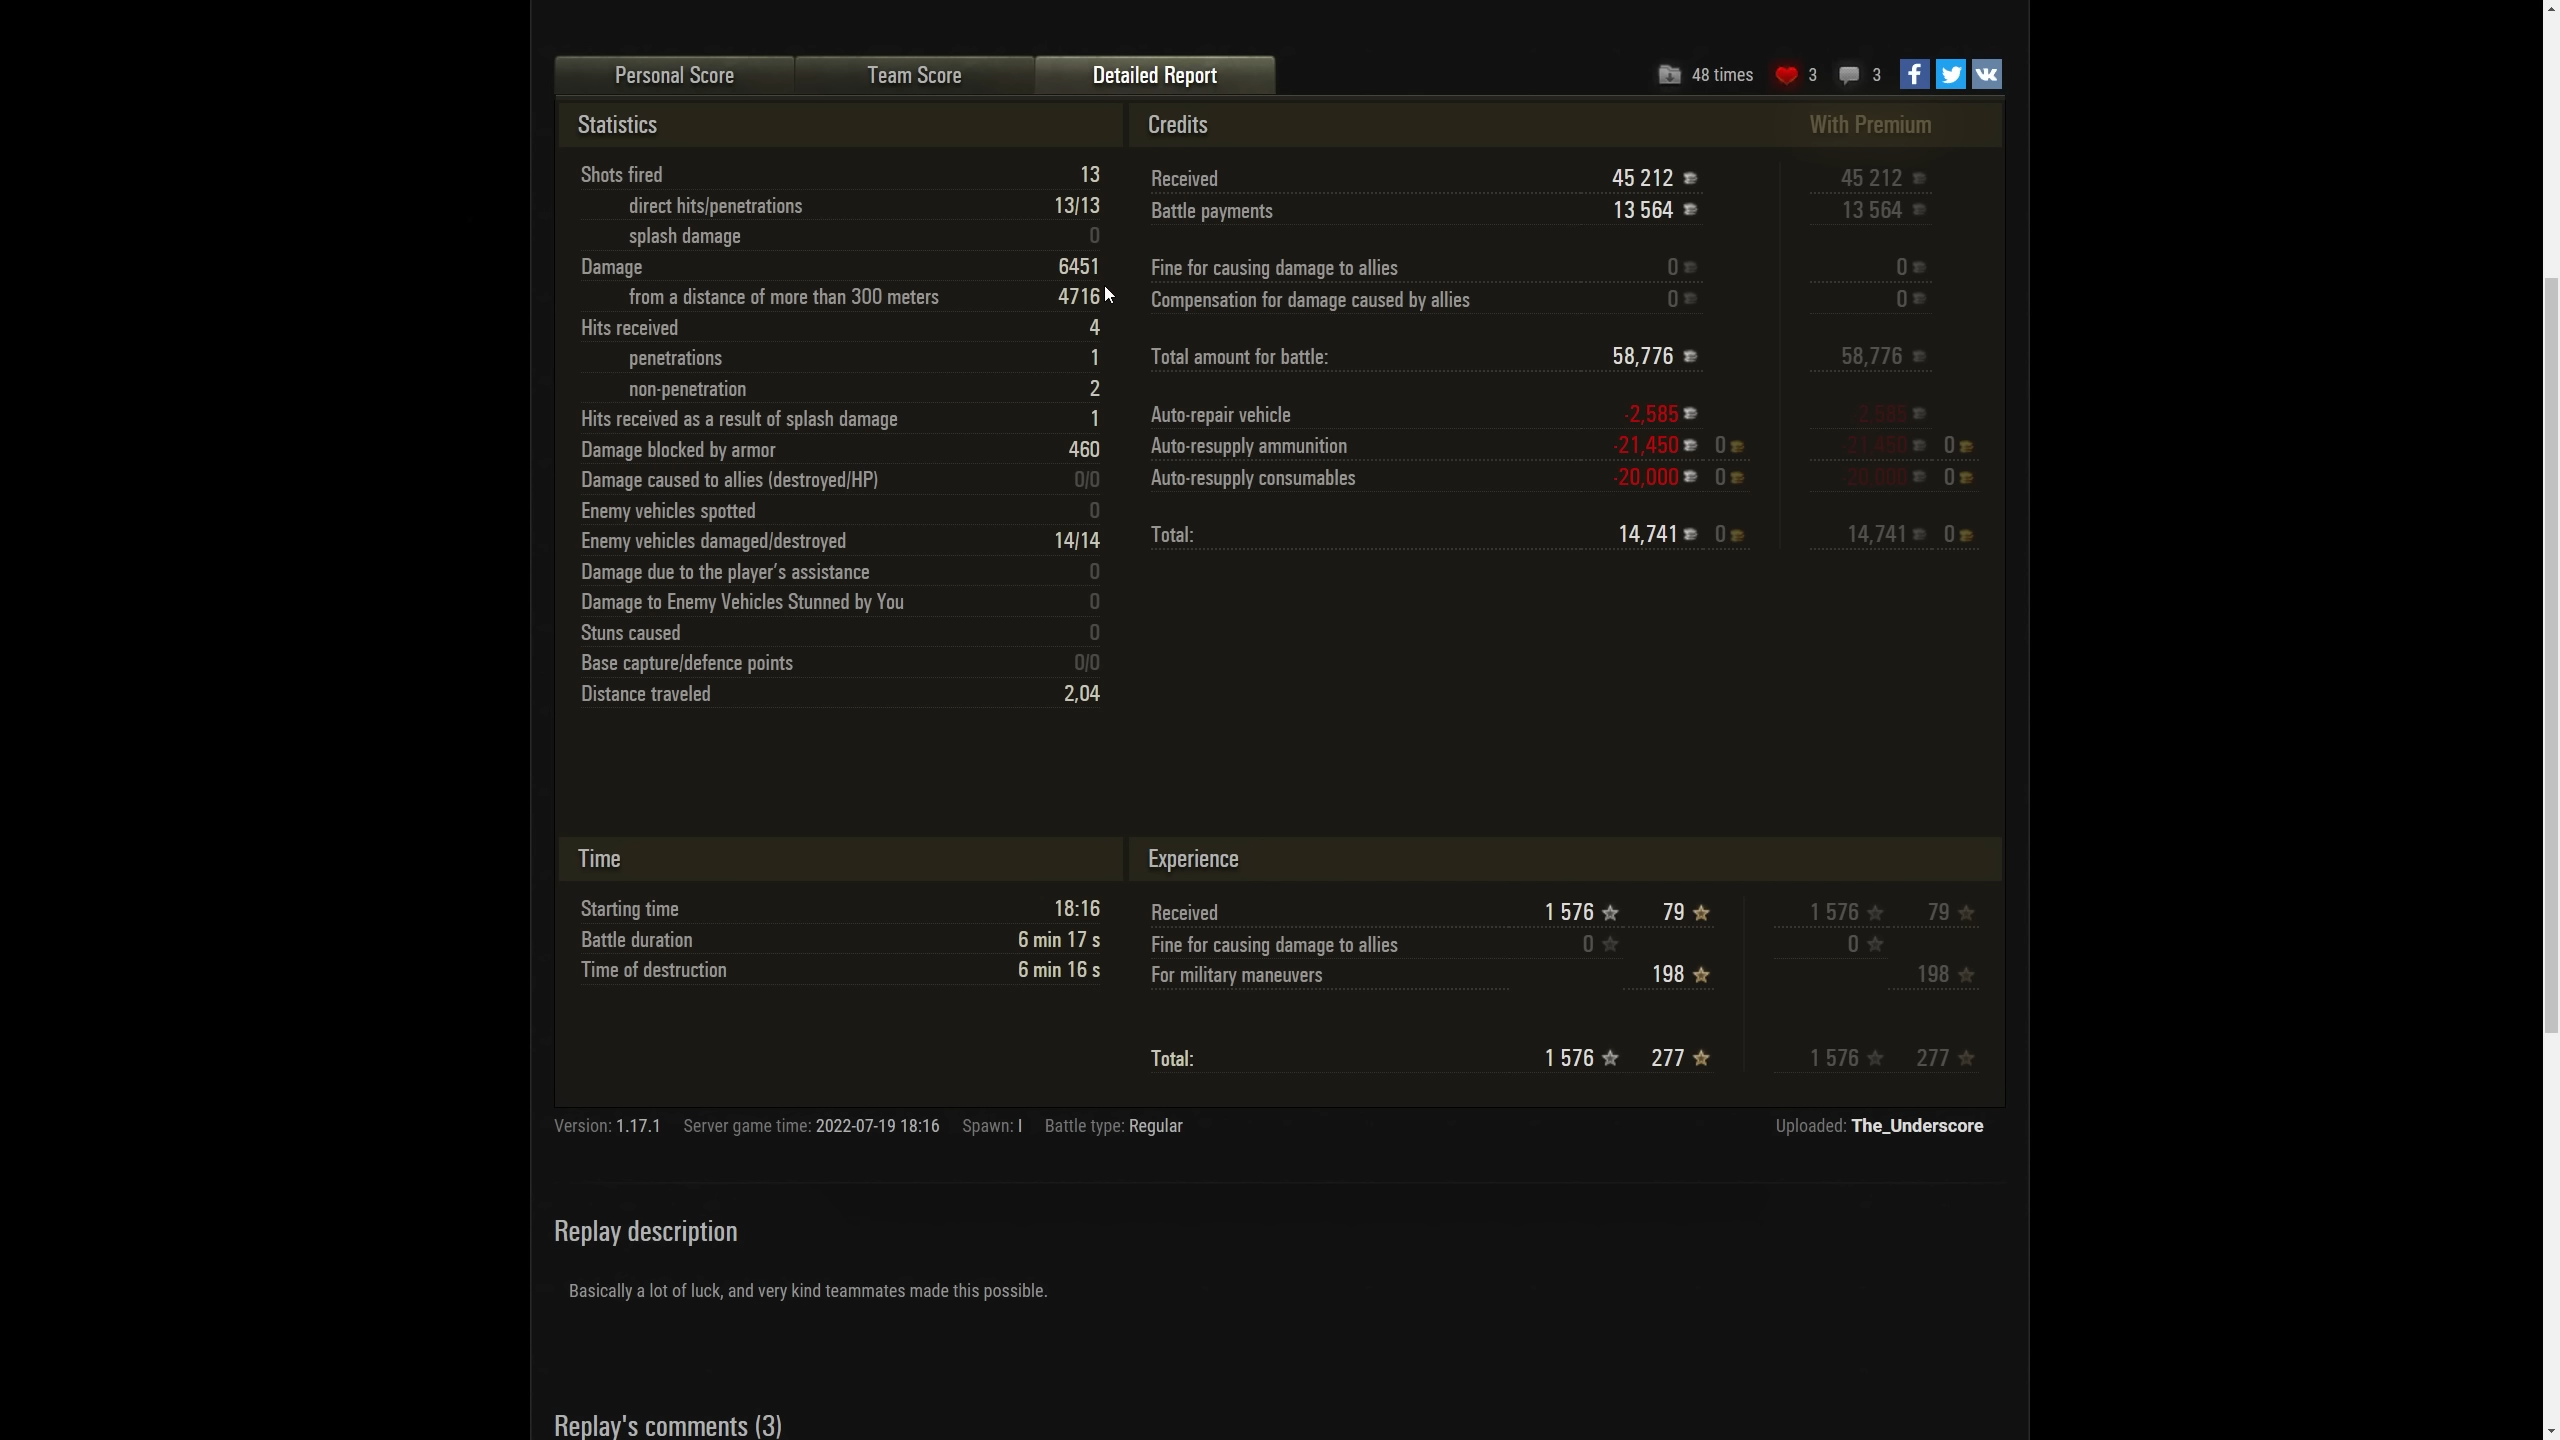 Personal Score Team Score Detailed Report 48 times 3 3
Statistics
Shots fired 13
direct hits/penetrations 13/13
splash damage 0
Damage 6451
from a distance of more than 300 meters 4716
Hits received 4
penetrations 1
non-penetration 2
Hits received as a result of splash damage 1
Damage blocked by armor 460
Damage caused to allies (destroyed/HP) 0/0
Enemy vehicles spotted 0
Enemy vehicles damaged/destroyed 14/14
Damage due to the player's assistance 0
Damage to Enemy Vehicles Stunned by You 0
Stuns caused 0
Base capture/defence points 0/0
Distance traveled 2,04
Credits With Premium
Received 45 212 45 212
Battle payments 13 564 13 564
Fine for causing damage to allies 0 0
Compensation for damage caused by allies 0 0
Total amount for battle: 58,776 58,776
Auto-repair vehicle -2,585 -2,585
Auto-resupply ammunition -21,450 0 -21,450 0
Auto-resupply consumables -20,000 0 -20,000 0
Total: 14,741 0 14,741 0
Time
Starting time 18:16
Battle duration 6 min 17 s
Time of destruction 6 min 16 s
Experience
Received 1 576 79 1 576 79
Fine for causing damage to allies 0 0
For military maneuvers 198 198
Total: 1 576 277 1 576 277
Version: 1.17.1 Server game time: 2022-07-19 18:16 Spawn: I Battle type: Regular Uploaded: The_Underscore
Replay description
Basically a lot of luck, and very kind teammates made this possible.
Replay's comments (3)